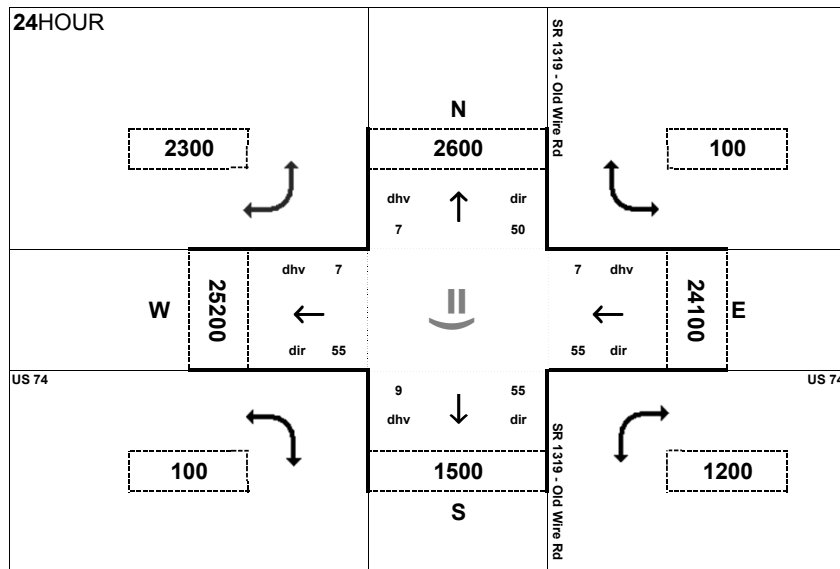 24HOUR
SR 1319 - Old Wire Rd
N
2300
2600
100
dhv
dir
7
50
dhv 7
7 dhv
W
25200
24100
E
dir 55
55 dir
US 74
US 74
9
55
dhv
dir
SR 1319 - Old Wire Rd
100
1500
1200
S